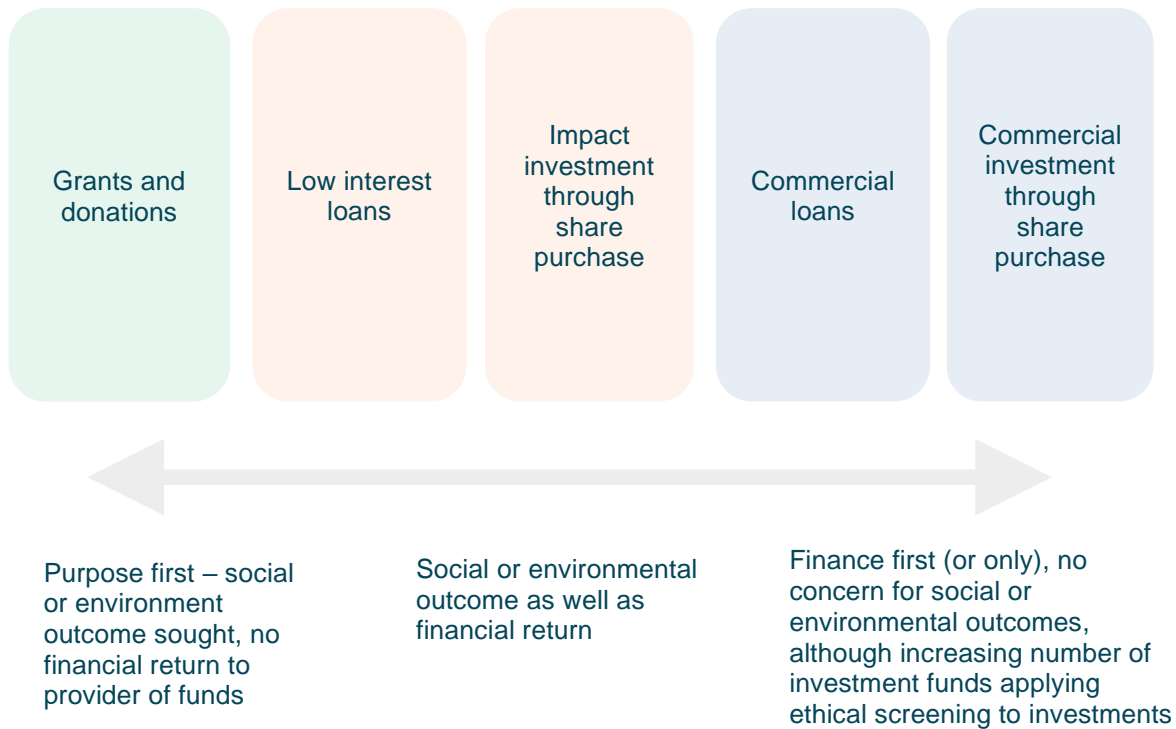 Grants and
donations
Low interest
loans
Impact
investment
through
share
purchase
Commercial
loans
Commercial
investment
through
share
purchase
Purpose first – social
or environment
outcome sought, no
financial return to
provider of funds
Social or environmental
outcome as well as
financial return
Finance first (or only), no
concern for social or
environmental outcomes,
although increasing number of
investment funds applying
ethical screening to investments